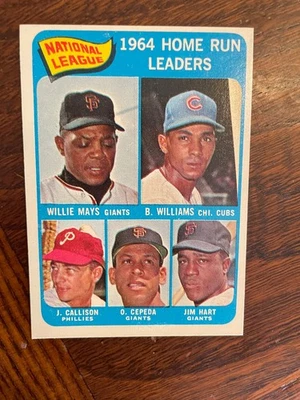 NATIONAL LEAGUE
1964 HOME RUN
LEADERS
WILLIE MAYS GIANTS
B. WILLIAMS CHI. CUBS
J. CALLISON
PHILLIES
O. CEPEDA
GIANTS
JIM HART
GIANTS